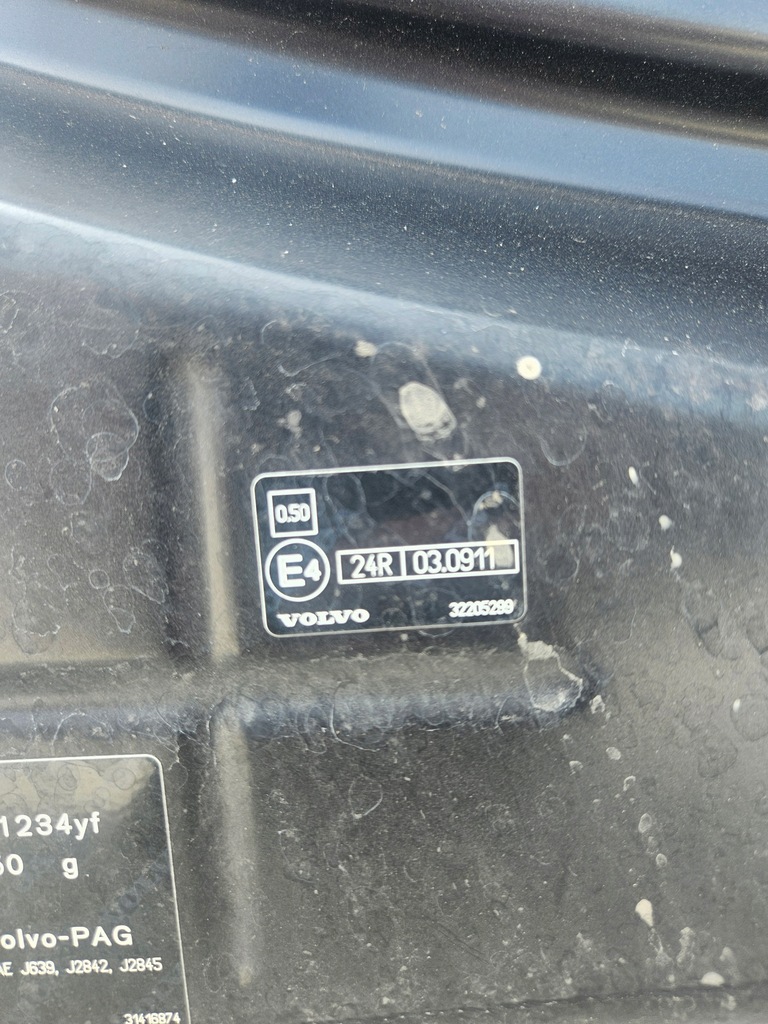 0.50
E4 24R 03.0911
VOLVO 32205299
1234yf
g
olvo-PAG
J639, J2842, J2845
31416874